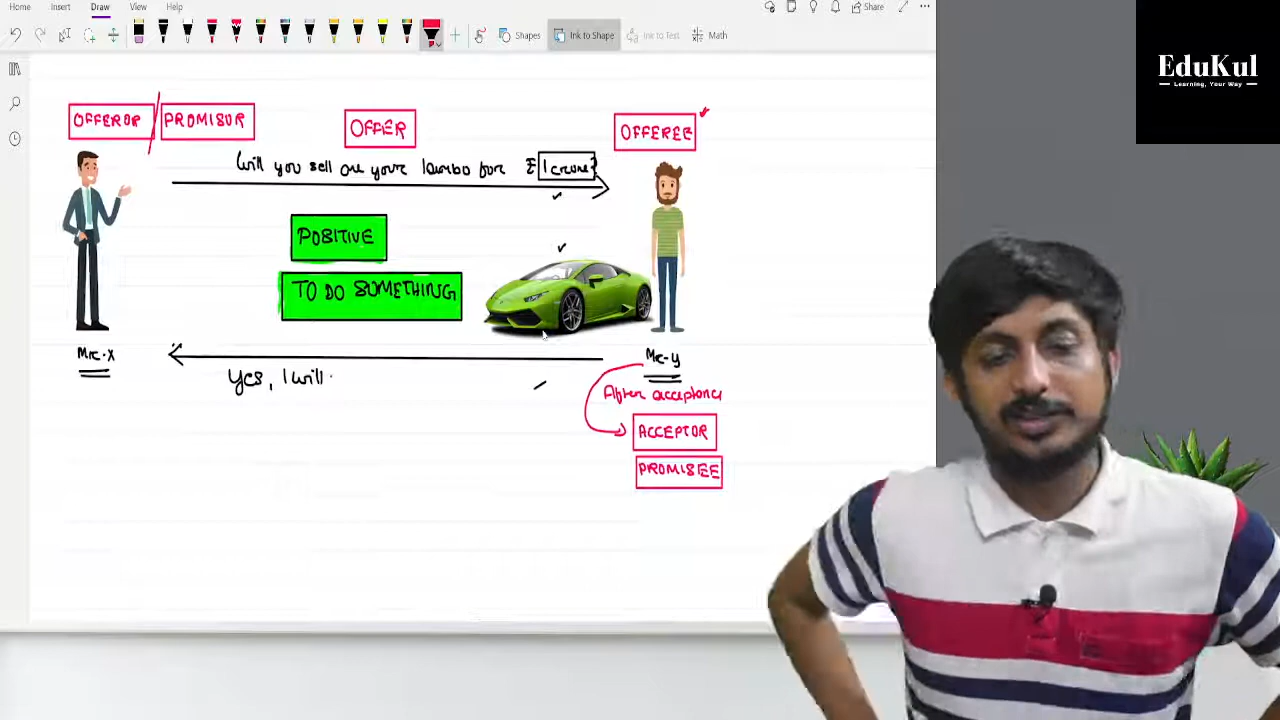 Home Insert Draw View Help
Share
Shapes
Ink to Shape
Ink to Text
Math
EduKul
Learning, Your Way
OFFEROR / PROMISOR
OFFER
OFFEREE
Will you sell me your lambo for ₹ 1 crore?
POSITIVE
TO DO SOMETHING
Mr. X
Mr. Y
Yes, I will.
After acceptance
ACCEPTOR
PROMISEE